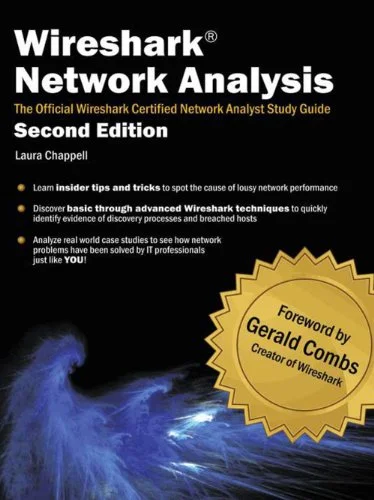 Wireshark®
Network Analysis
The Official Wireshark Certified Network Analyst Study Guide
Second Edition
Laura Chappell
Learn insider tips and tricks to spot the cause of lousy network performance
Discover basic through advanced Wireshark techniques to quickly
identify evidence of discovery processes and breached hosts
Analyze real world case studies to see how network
problems have been solved by IT professionals
just like YOU!
Foreword by
Gerald Combs
Creator of Wireshark